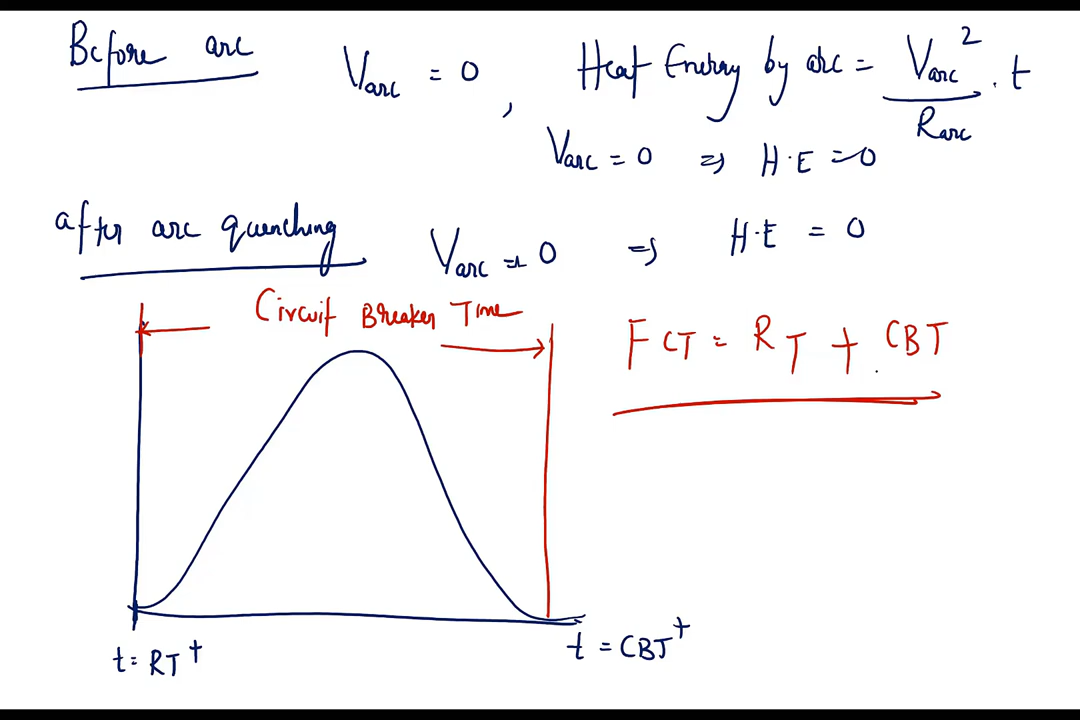 Before arc
Varc = 0 , Heat Energy by arc = Varc² / Rarc . t
Varc = 0 ⇒ H.E = 0
after arc quenching
Varc = 0 ⇒ H.E = 0
Circuit Breaker Time
FCT = RT + CBT
t = RT⁺
t = CBT⁺